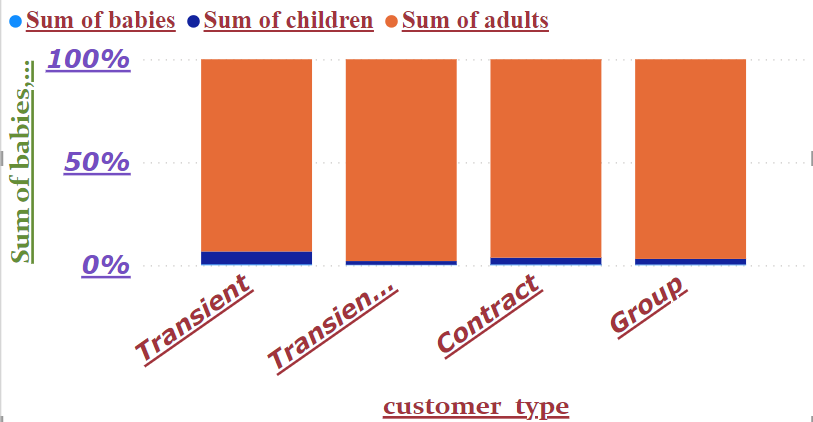 Sum of babies Sum of children Sum of adults
Sum of babies,...
100%
50%
0%
Transient
Transien...
Contract
Group
customer_type